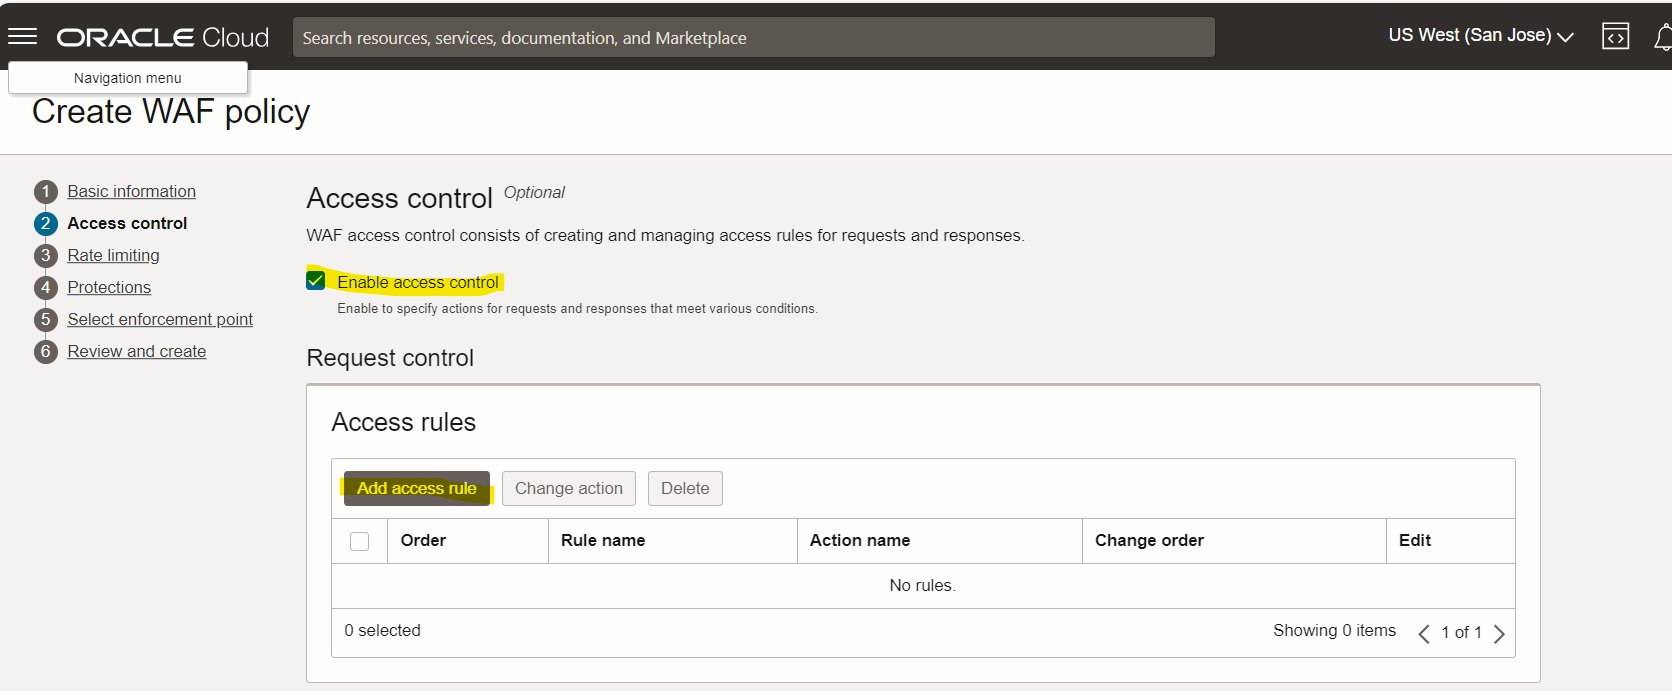 ORACLE Cloud
Search resources, services, documentation, and Marketplace
US West (San Jose)
Navigation menu
Create WAF policy
1 Basic information
2 Access control
3 Rate limiting
4 Protections
5 Select enforcement point
6 Review and create
Access control Optional
WAF access control consists of creating and managing access rules for requests and responses.
Enable access control
Enable to specify actions for requests and responses that meet various conditions.
Request control
Access rules
Add access rule Change action Delete
Order Rule name Action name Change order Edit
No rules.
0 selected Showing 0 items 1 of 1